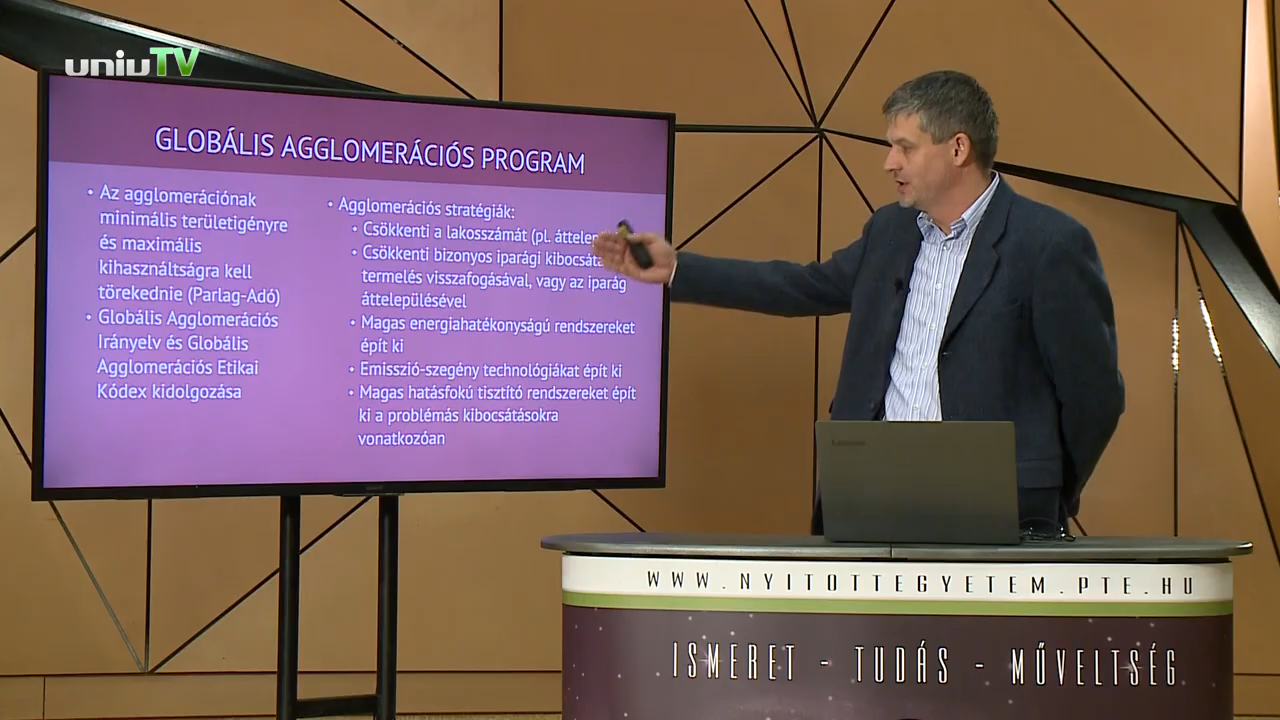 uniuTV
GLOBÁLIS AGGLOMERÁCIÓS PROGRAM
• Az agglomerációnak
minimális területigényre
és maximális
kihasználtságra kell
törekednie (Parlag-Adó)
• Globális Agglomerációs
Irányelv és Globális
Agglomerációs Etikai
Kódex kidolgozása
• Agglomerációs stratégiák:
• Csökkenti a lakosszámát (pl.
• Csökkenti bizonyos iparági
termelés visszafogásával, vagy az iparág
áttelepülésével
• Magas energiahatékonyságú rendszereket
épít ki
• Emisszió-szegény technológiákat épít ki
• Magas hatásfokú tisztító rendszereket épít
ki a problémás kibocsátásokra
vonatkozóan
Lenovo
WWW.NYITOTTEGYETEM.PTE.HU
ISMERET - TUDÁS - MŰVELTSÉG